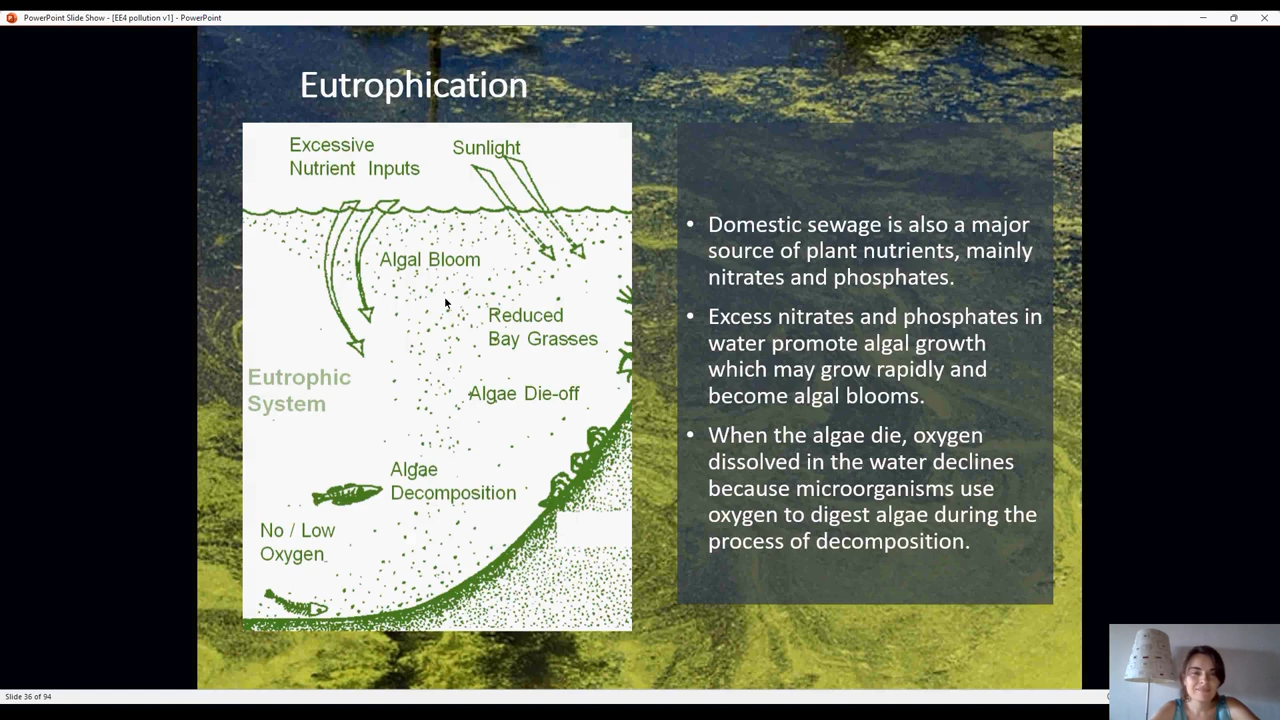 PowerPoint Slide Show - [EE4 pollution v1] - PowerPoint
Eutrophication
Excessive
Nutrient Inputs
Sunlight
Algal Bloom
Reduced
Bay Grasses
Eutrophic
System
Algae Die-off
Algae
Decomposition
No / Low
Oxygen
• Domestic sewage is also a major
source of plant nutrients, mainly
nitrates and phosphates.
• Excess nitrates and phosphates in
water promote algal growth
which may grow rapidly and
become algal blooms.
• When the algae die, oxygen
dissolved in the water declines
because microorganisms use
oxygen to digest algae during the
process of decomposition.
Slide 36 of 94